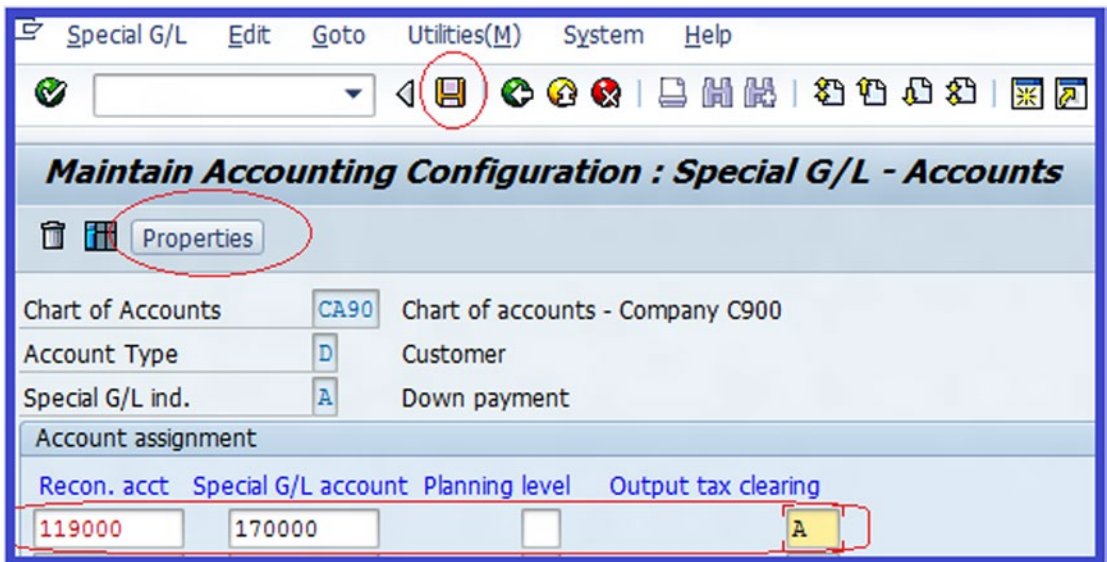 Special G/L Edit Goto Utilities(M) System Help
Maintain Accounting Configuration : Special G/L - Accounts
Properties
Chart of Accounts CA90 Chart of accounts - Company C900
Account Type D Customer
Special G/L ind. A Down payment
Account assignment
Recon. acct Special G/L account Planning level Output tax clearing
119000 170000 A